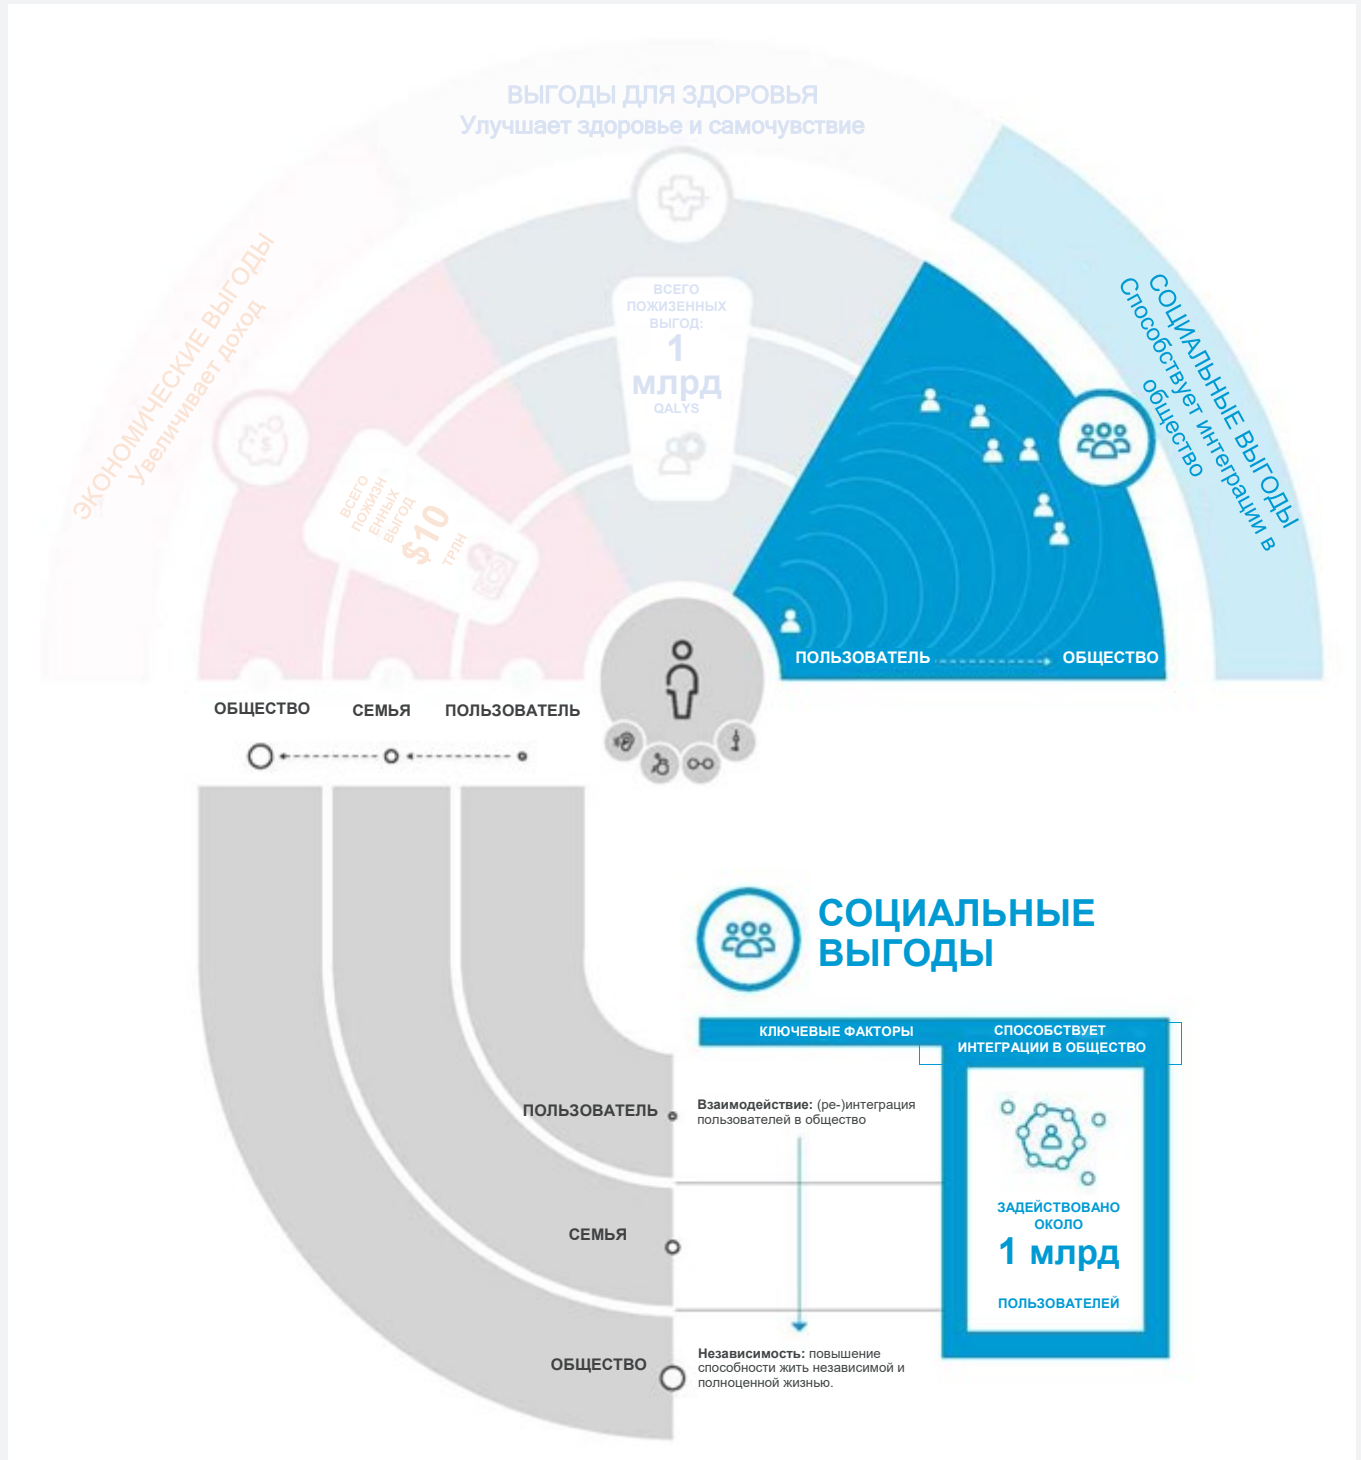 ВЫГОДЫ ДЛЯ ЗДОРОВЬЯ
Улучшает здоровье и самочувствие
ЭКОНОМИЧЕСКИЕ ВЫГОДЫ
Увеличивает доход
СОЦИАЛЬНЫЕ ВЫГОДЫ
Способствует интеграции в
общество
ВСЕГО
ПОЖИЗЕННЫХ
ВЫГОД:
1
млрд
QALYS
ВСЕГО
ПОЖИЗН
ЕННЫХ
ВЫГОД
$10
ТРЛН
ПОЛЬЗОВАТЕЛЬ
ОБЩЕСТВО
ОБЩЕСТВО
СЕМЬЯ
ПОЛЬЗОВАТЕЛЬ
СОЦИАЛЬНЫЕ
ВЫГОДЫ
КЛЮЧЕВЫЕ ФАКТОРЫ
СПОСОБСТВУЕТ
ИНТЕГРАЦИИ В ОБЩЕСТВО
ПОЛЬЗОВАТЕЛЬ
Взаимодействие: (ре-)интеграция
пользователей в общество
ЗАДЕЙСТВОВАНО
ОКОЛО
1 млрд
ПОЛЬЗОВАТЕЛЕЙ
СЕМЬЯ
ОБЩЕСТВО
Независимость: повышение
способности жить независимой и
полноценной жизнью.